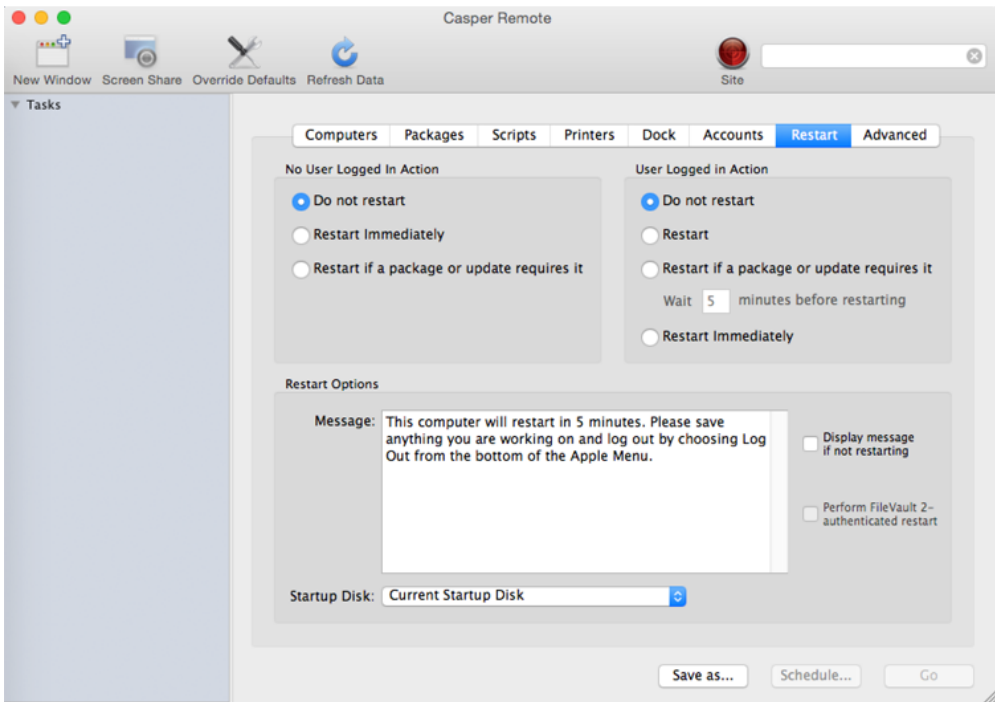 Casper Remote
New Window
Screen Share
Override Defaults
Refresh Data
Site
Tasks
Computers
Packages
Scripts
Printers
Dock
Accounts
Restart
Advanced
No User Logged In Action
Do not restart
Restart Immediately
Restart if a package or update requires it
User Logged in Action
Do not restart
Restart
Restart if a package or update requires it
Wait 5 minutes before restarting
Restart Immediately
Restart Options
Message:
This computer will restart in 5 minutes. Please save
anything you are working on and log out by choosing Log
Out from the bottom of the Apple Menu.
Display message
if not restarting
Perform FileVault 2-
authenticated restart
Startup Disk: Current Startup Disk
Save as...
Schedule...
Go